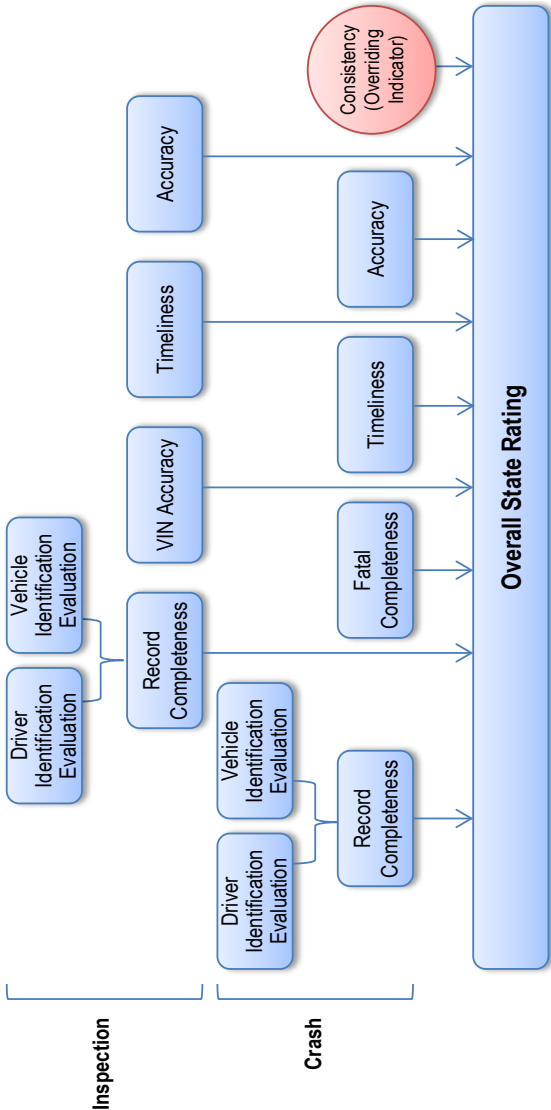 Inspection
Driver
Identification
Evaluation
Vehicle
Identification
Evaluation
Record
Completeness
VIN Accuracy
Timeliness
Accuracy
Crash
Driver
Identification
Evaluation
Vehicle
Identification
Evaluation
Record
Completeness
Fatal
Completeness
Timeliness
Accuracy
Consistency
(Overriding
Indicator)
Overall State Rating